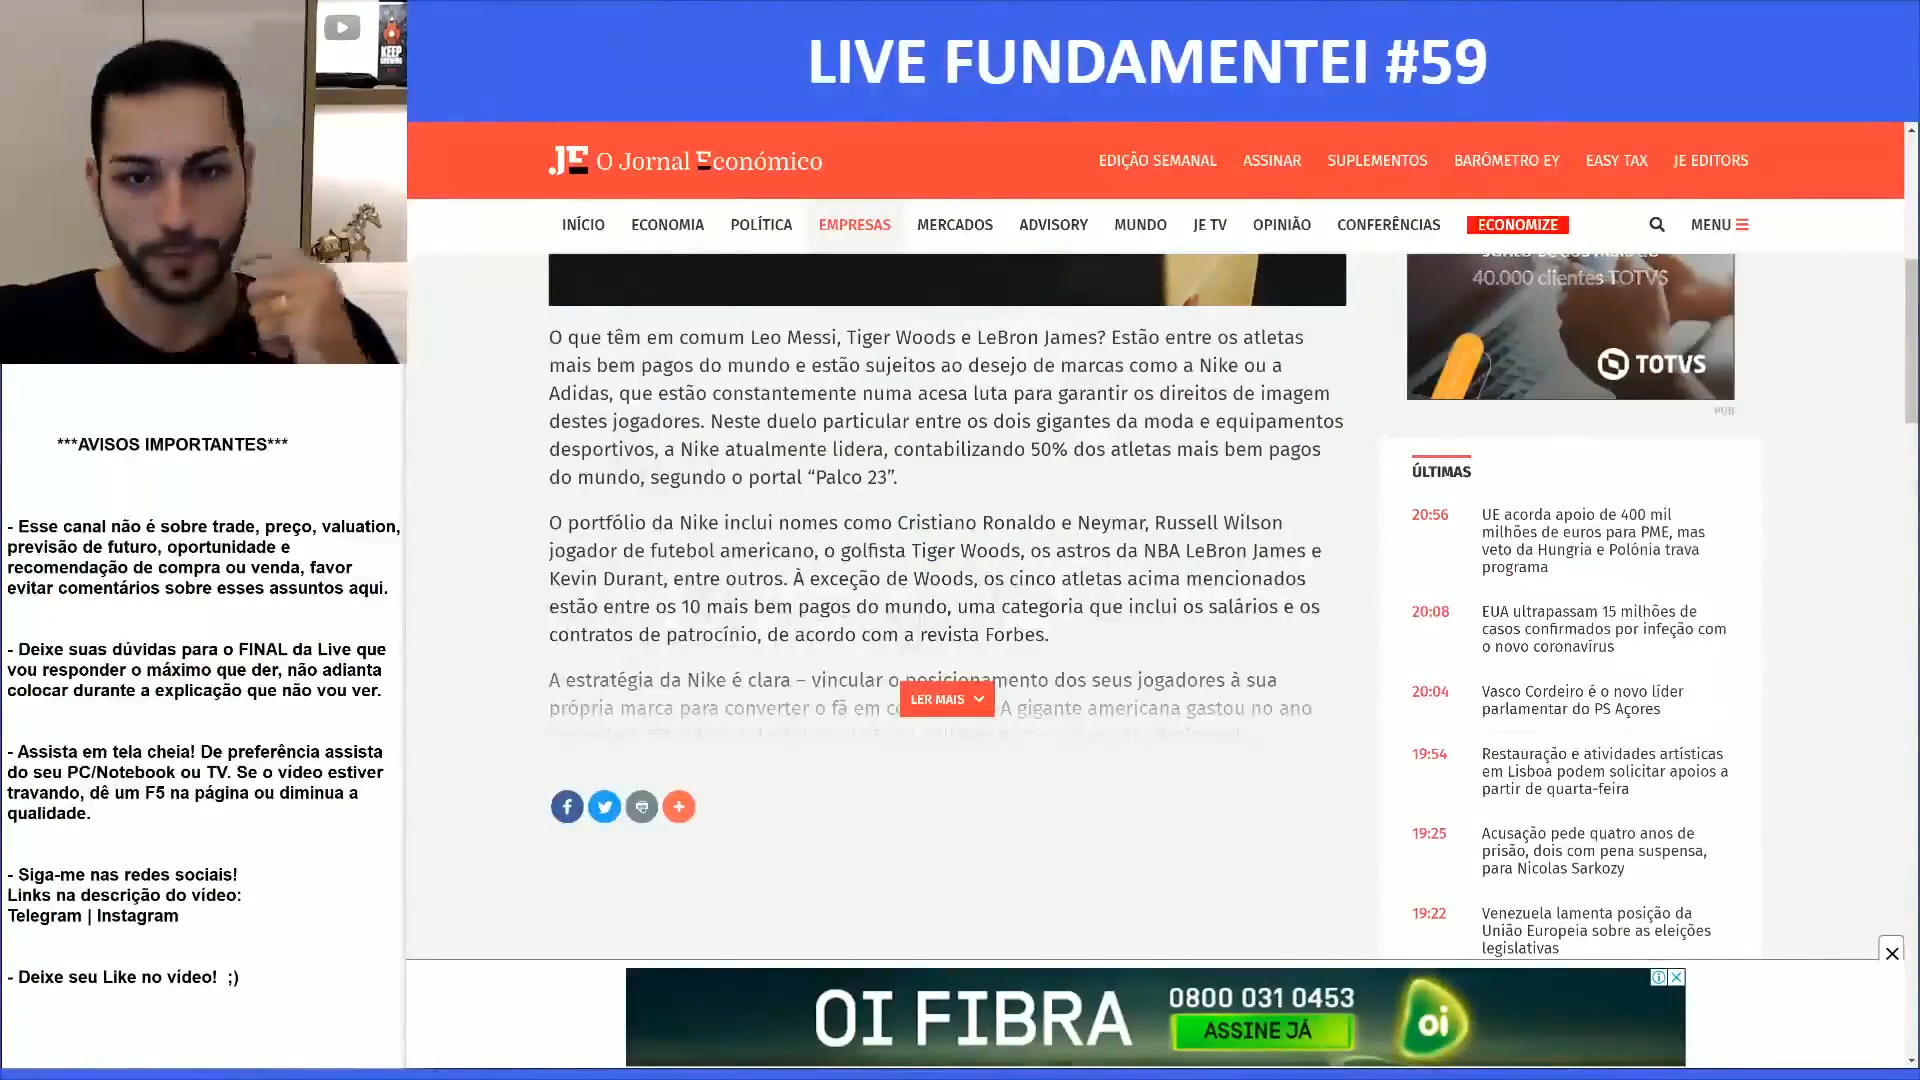 KEEP
LIVE FUNDAMENTEI #59
JE O Jornal Económico
EDIÇÃO SEMANAL ASSINAR SUPLEMENTOS BARÓMETRO EY EASY TAX JE EDITORS
INÍCIO ECONOMIA POLÍTICA EMPRESAS MERCADOS ADVISORY MUNDO JE TV OPINIÃO CONFERÊNCIAS ECONOMIZE MENU
***AVISOS IMPORTANTES***
- Esse canal não é sobre trade, preço, valuation,
previsão de futuro, oportunidade e
recomendação de compra ou venda, favor
evitar comentários sobre esses assuntos aqui.
- Deixe suas dúvidas para o FINAL da Live que
vou responder o máximo que der, não adianta
colocar durante a explicação que não vou ver.
- Assista em tela cheia! De preferência assista
do seu PC/Notebook ou TV. Se o vídeo estiver
travando, dê um F5 na página ou diminua a
qualidade.
- Siga-me nas redes sociais!
Links na descrição do vídeo:
Telegram | Instagram
- Deixe seu Like no vídeo! ;)
O que têm em comum Leo Messi, Tiger Woods e LeBron James? Estão entre os atletas
mais bem pagos do mundo e estão sujeitos ao desejo de marcas como a Nike ou a
Adidas, que estão constantemente numa acesa luta para garantir os direitos de imagem
destes jogadores. Neste duelo particular entre os dois gigantes da moda e equipamentos
desportivos, a Nike atualmente lidera, contabilizando 50% dos atletas mais bem pagos
do mundo, segundo o portal “Palco 23”.
O portfólio da Nike inclui nomes como Cristiano Ronaldo e Neymar, Russell Wilson
jogador de futebol americano, o golfista Tiger Woods, os astros da NBA LeBron James e
Kevin Durant, entre outros. À exceção de Woods, os cinco atletas acima mencionados
estão entre os 10 mais bem pagos do mundo, uma categoria que inclui os salários e os
contratos de patrocínio, de acordo com a revista Forbes.
A estratégia da Nike é clara – vincular o posicionamento dos seus jogadores à sua
própria marca para converter o fã em A gigante americana gastou no ano
LER MAIS
40.000 clientes TOTVS
TOTVS
PUB
ÚLTIMAS
20:56 UE acorda apoio de 400 mil
milhões de euros para PME, mas
veto da Hungria e Polónia trava
programa
20:08 EUA ultrapassam 15 milhões de
casos confirmados por infeção com
o novo coronavírus
20:04 Vasco Cordeiro é o novo líder
parlamentar do PS Açores
19:54 Restauração e atividades artísticas
em Lisboa podem solicitar apoios a
partir de quarta-feira
19:25 Acusação pede quatro anos de
prisão, dois com pena suspensa,
para Nicolas Sarkozy
19:22 Venezuela lamenta posição da
União Europeia sobre as eleições
legislativas
OI FIBRA
0800 031 0453
ASSINE JÁ
oi